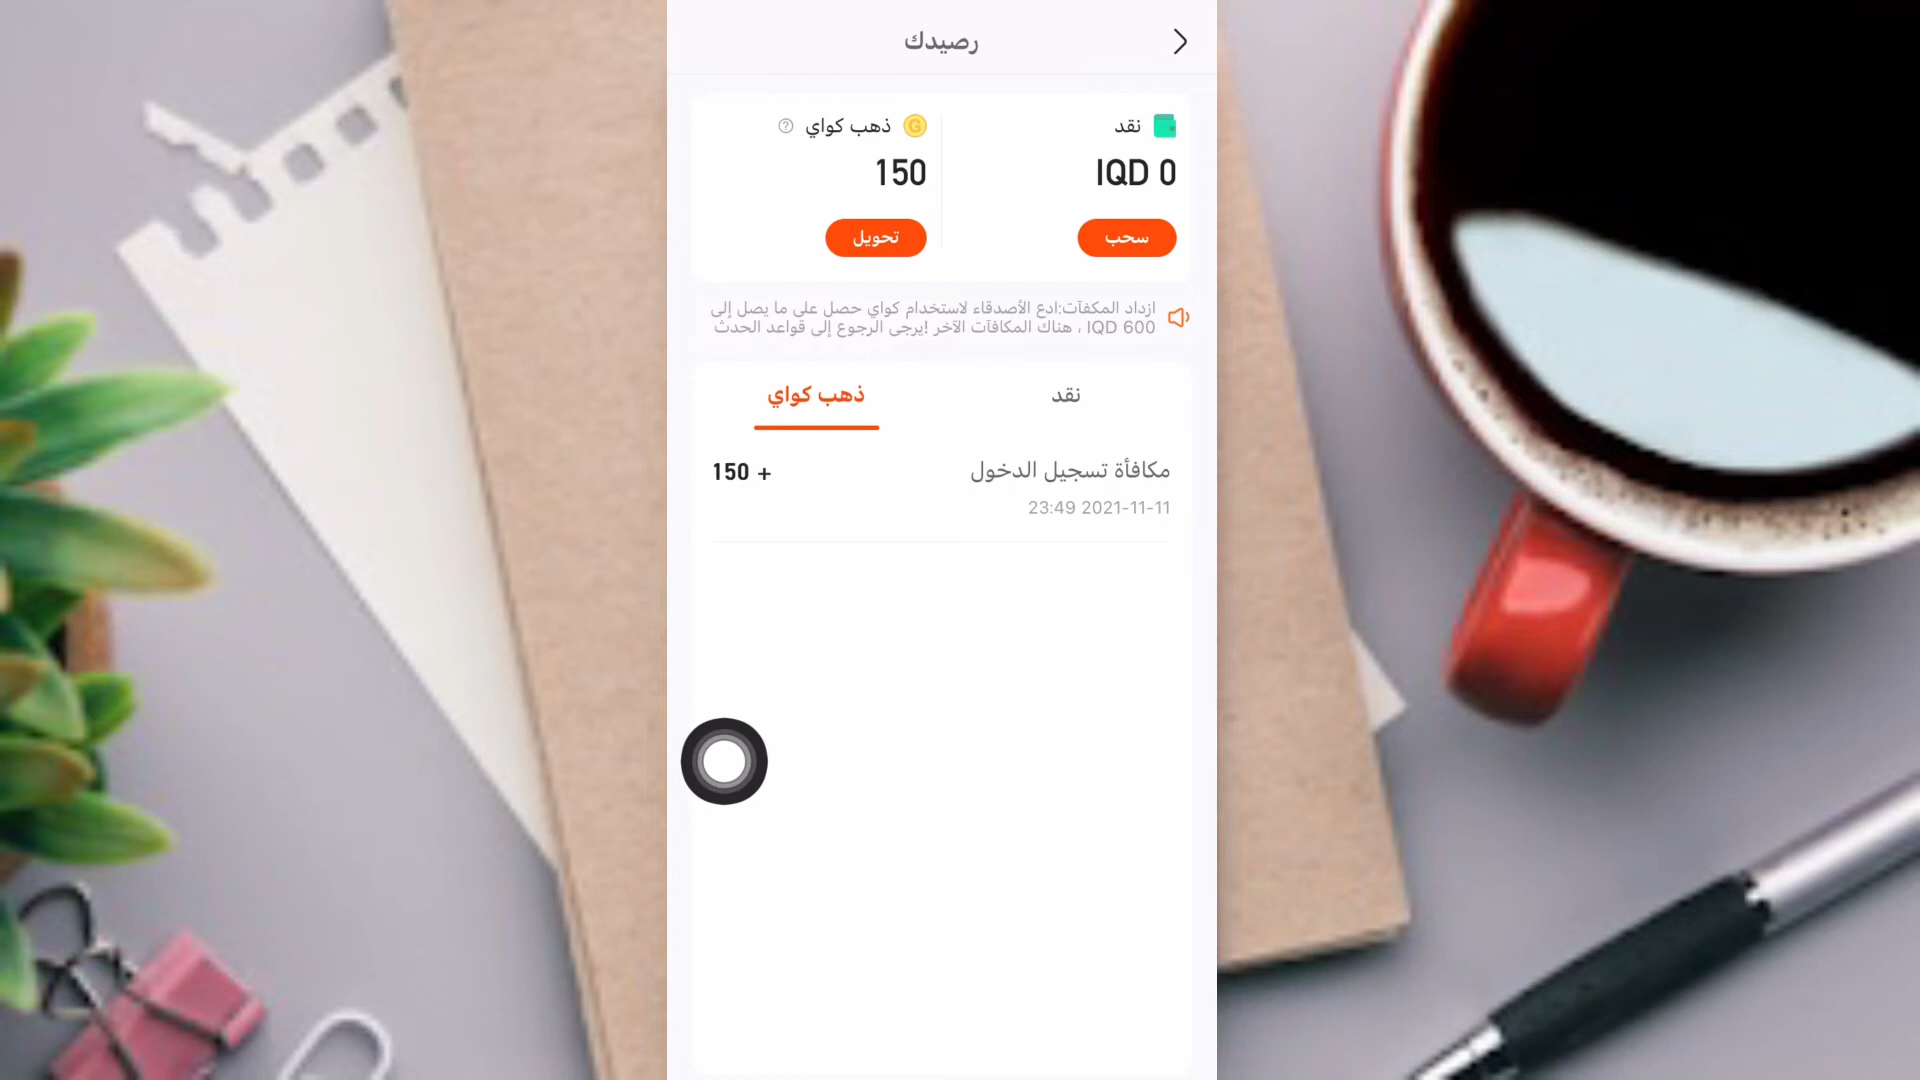 رصيدك
نقد
IQD 0
سحب
ذهب كواي
150
تحويل
ازداد المكفآت:ادع الأصدقاء لاستخدام كواي حصل على ما يصل إلى
600 IQD ، هناك المكافآت الآخر !يرجى الرجوع إلى قواعد الحدث
نقد
ذهب كواي
مكافأة تسجيل الدخول
+ 150
2021-11-11 23:49